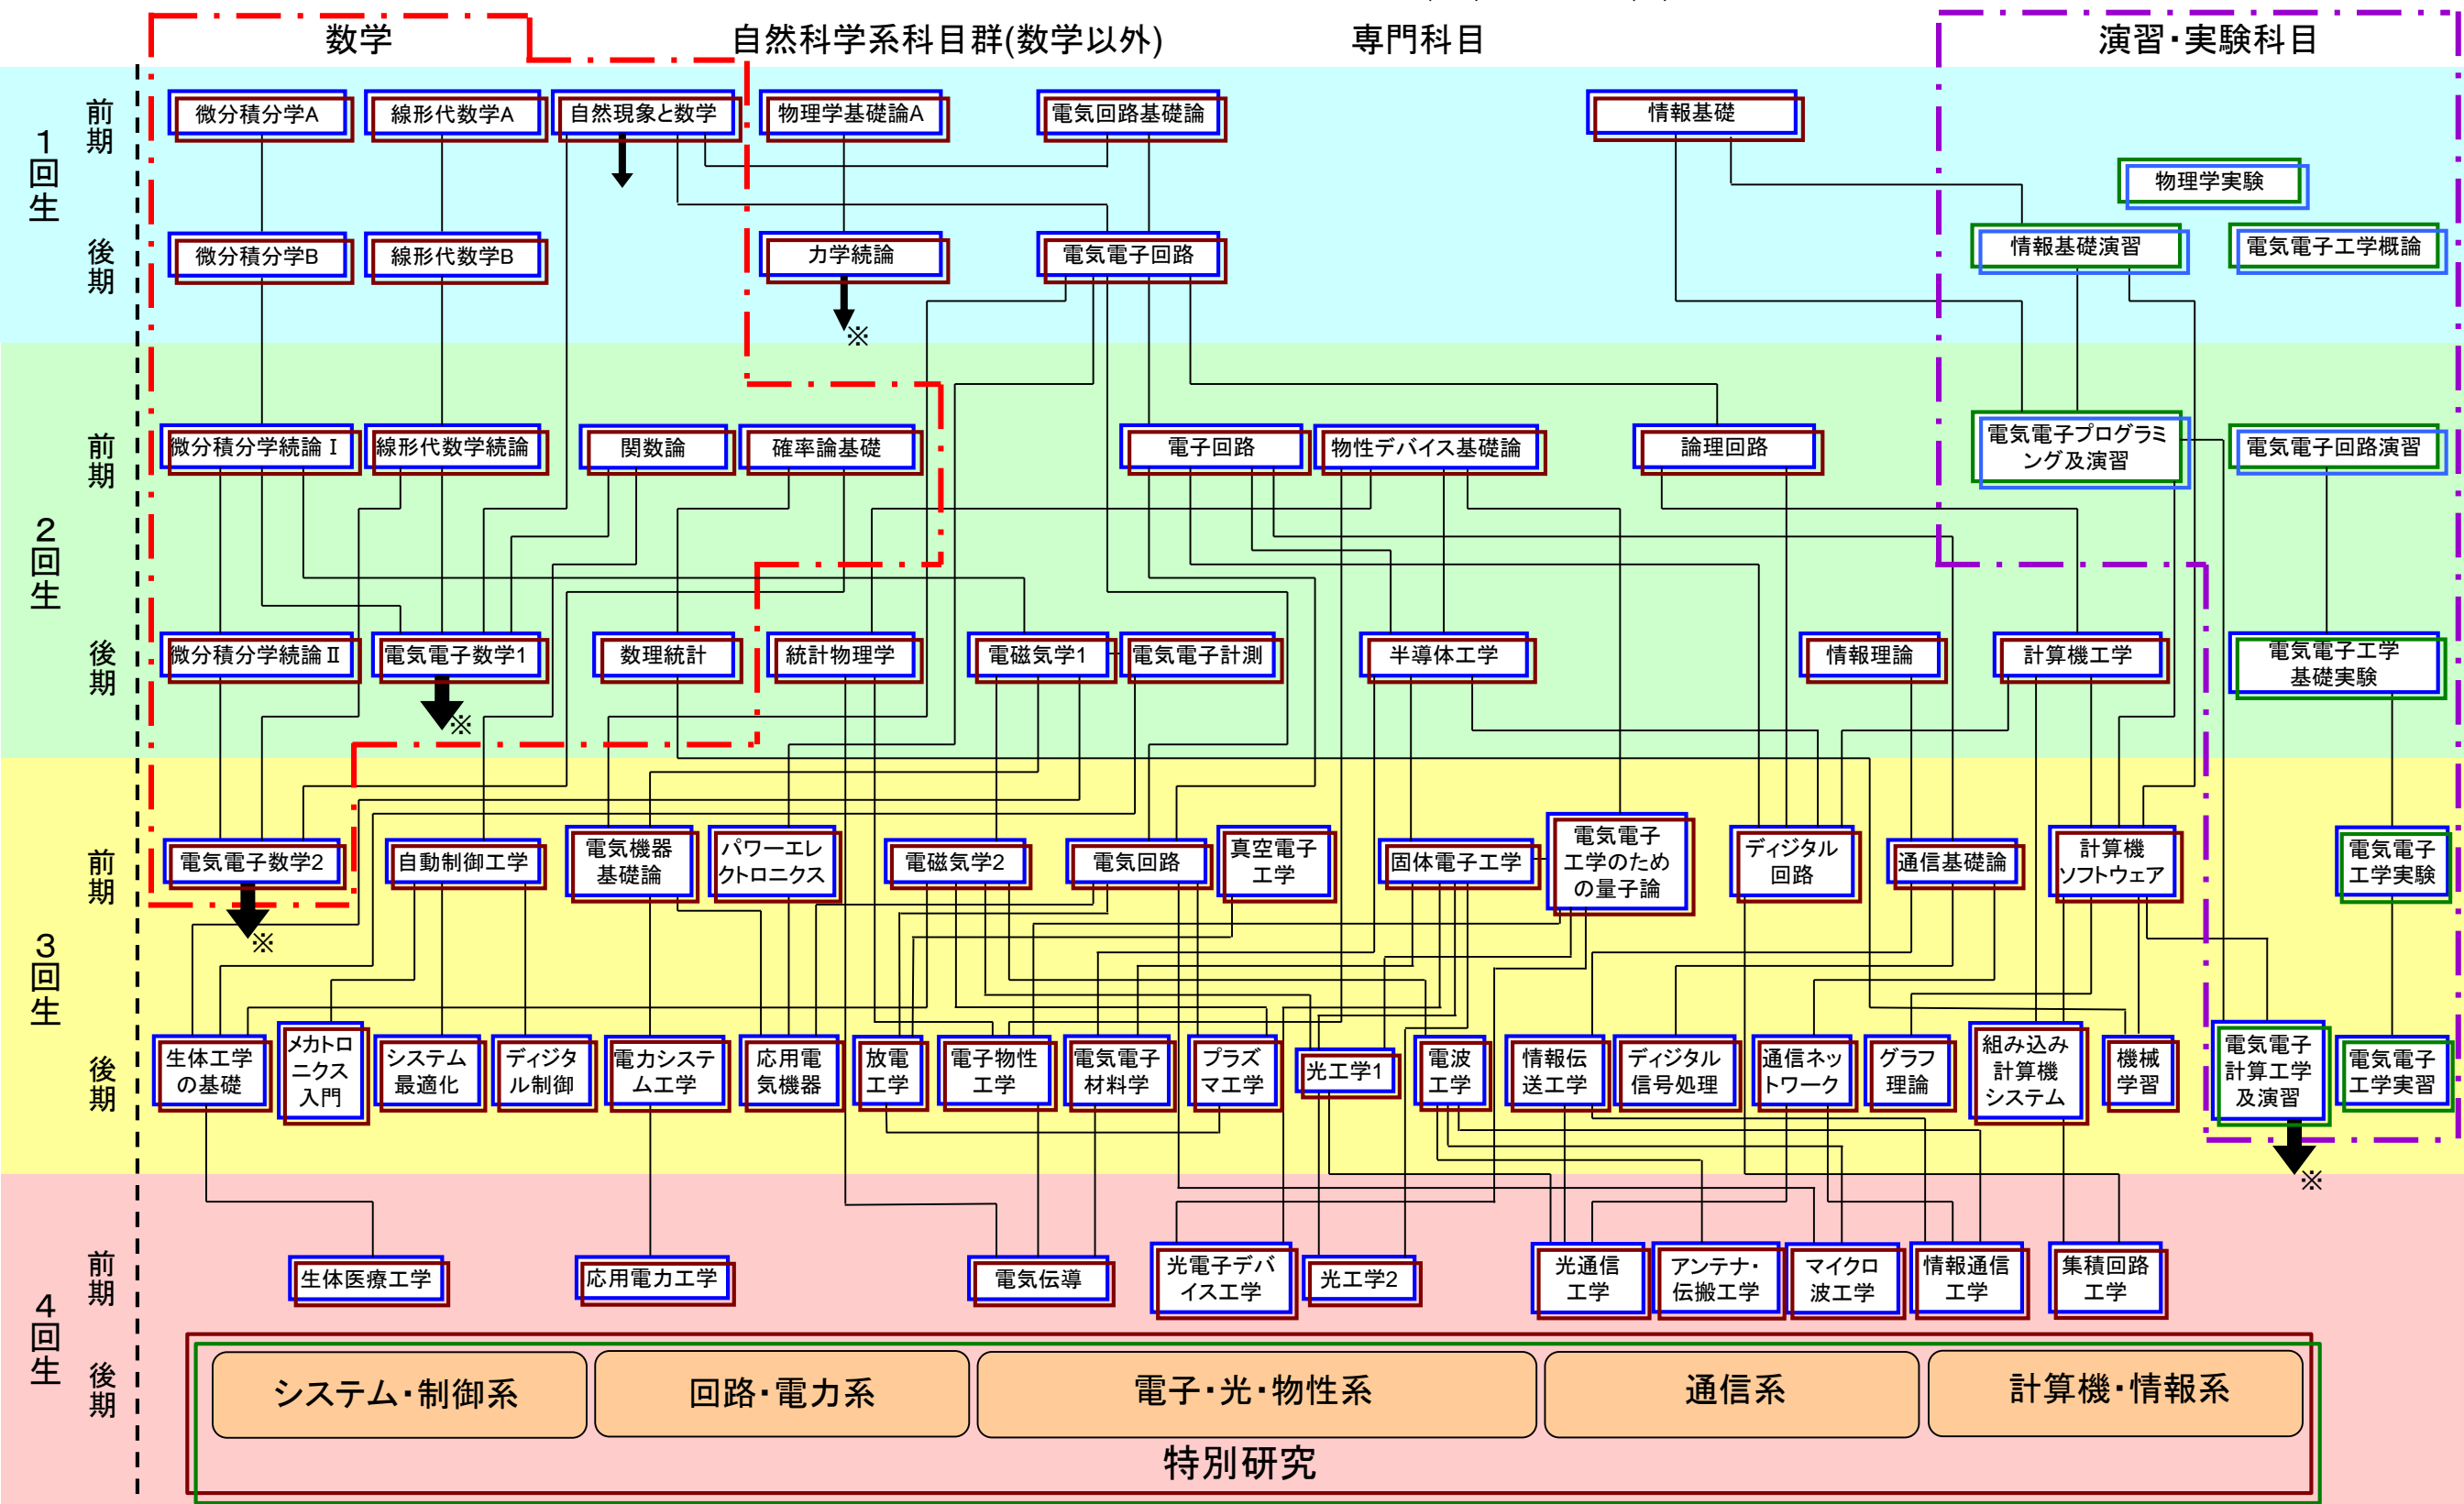 数学
自然科学系科目群(数学以外)
専門科目
演習・実験科目
1回生
前期
微分積分学A
線形代数学A
自然現象と数学
物理学基礎論A
電気回路基礎論
情報基礎
物理学実験
後期
微分積分学B
線形代数学B
力学続論
電気電子回路
情報基礎演習
電気電子工学概論
※
2回生
前期
微分積分学続論Ⅰ
線形代数学続論
関数論
確率論基礎
電子回路
物性デバイス基礎論
論理回路
電気電子プログラミ
ング及演習
電気電子回路演習
後期
微分積分学続論Ⅱ
電気電子数学1
数理統計
統計物理学
電磁気学1
電気電子計測
半導体工学
情報理論
計算機工学
電気電子工学
基礎実験
※
3回生
前期
電気電子数学2
自動制御工学
電気機器
基礎論
パワーエレ
クトロニクス
電磁気学2
電気回路
真空電子
工学
固体電子工学
電気電子
工学のため
の量子論
ディジタル
回路
通信基礎論
計算機
ソフトウェア
電気電子
工学実験
※
後期
生体工学
の基礎
メカトロ
ニクス
入門
システム
最適化
ディジタ
ル制御
電力システ
ム工学
応用電
気機器
放電
工学
電子物性
工学
電気電子
材料学
プラズ
マ工学
光工学1
電波
工学
情報伝
送工学
ディジタル
信号処理
通信ネッ
トワーク
グラフ
理論
組み込み
計算機
システム
機械
学習
電気電子
計算工学
及演習
電気電子
工学実習
※
4回生
前期
生体医療工学
応用電力工学
電気伝導
光電子デバ
イス工学
光工学2
光通信
工学
アンテナ・
伝搬工学
マイクロ
波工学
情報通信
工学
集積回路
工学
後期
システム・制御系
回路・電力系
電子・光・物性系
通信系
計算機・情報系
特別研究